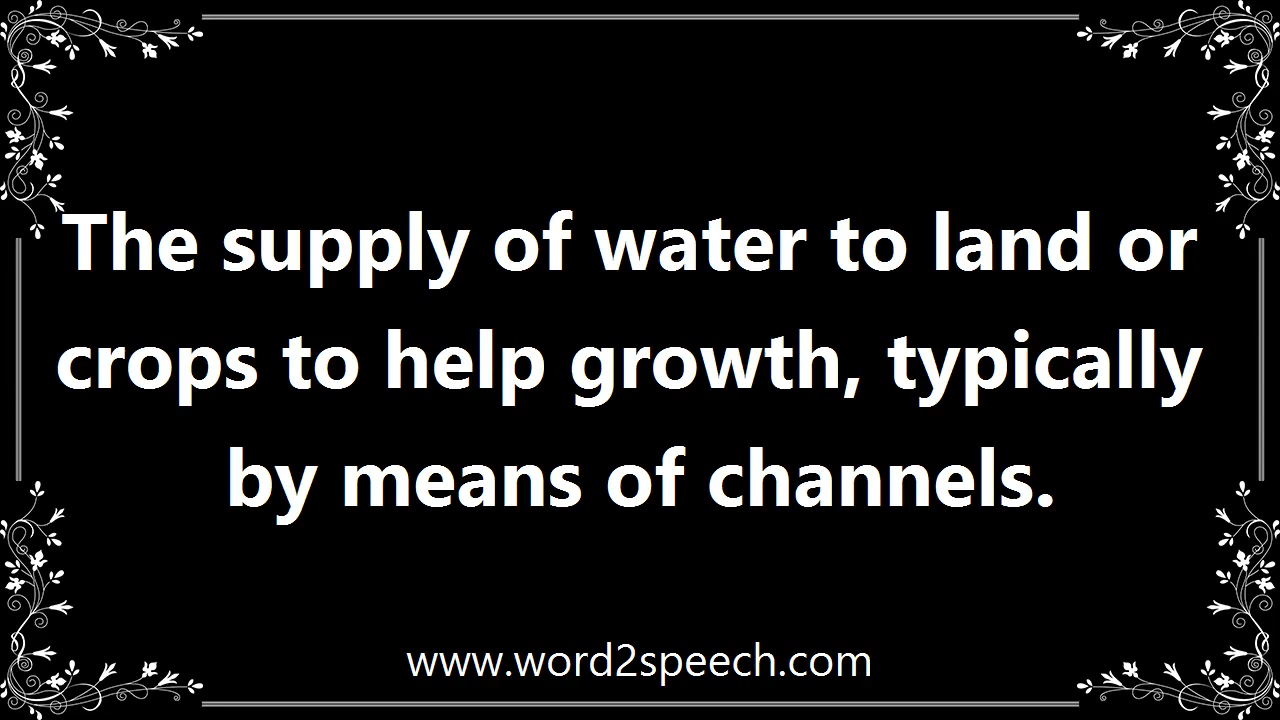 The supply of water to land or
crops to help growth, typically
by means of channels.
www.word2speech.com